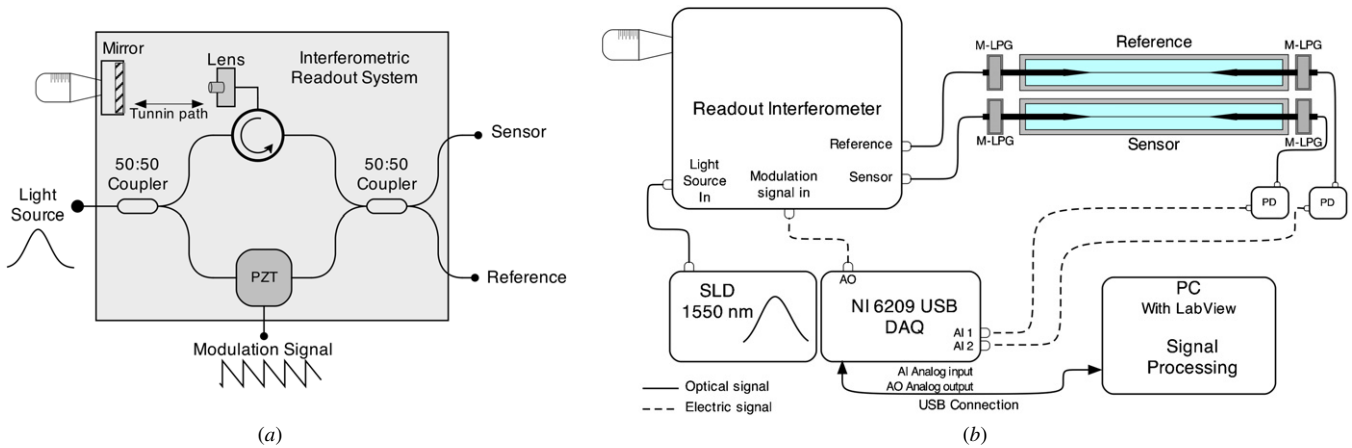 Mirror
Lens
Interferometric
Readout System
Tunnin path
50:50
Coupler
50:50
Coupler
Sensor
Light
Source
PZT
Reference
Modulation Signal
(a)
M-LPG
Reference
M-LPG
Readout Interferometer
Reference
Sensor
Light
Source
In
Modulation
signal in
M-LPG
Sensor
M-LPG
PD
PD
SLD
1550 nm
AO
NI 6209 USB
DAQ
AI 1
AI 2
PC
With LabView
Signal
Processing
AI Analog input
AO Analog output
USB Connection
Optical signal
Electric signal
(b)